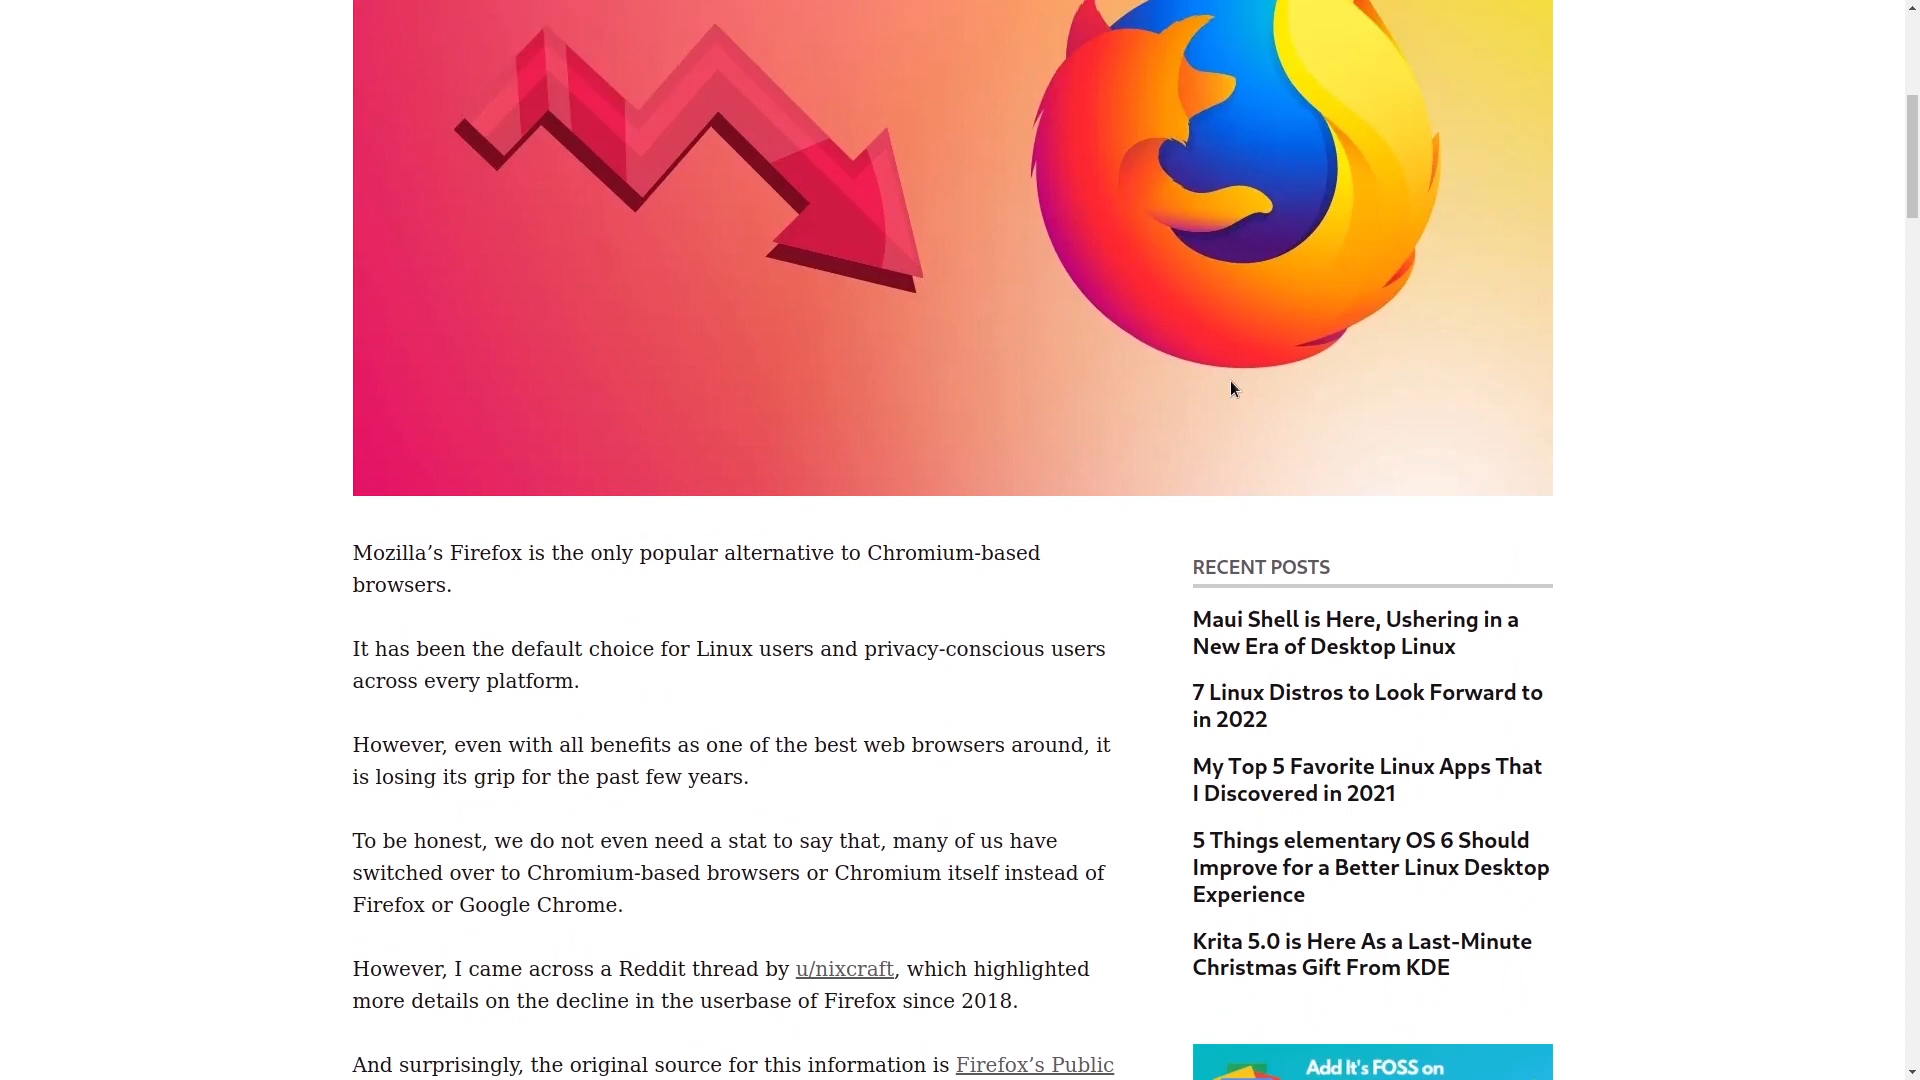 Mozilla’s Firefox is the only popular alternative to Chromium-based
browsers.
It has been the default choice for Linux users and privacy-conscious users
across every platform.
However, even with all benefits as one of the best web browsers around, it
is losing its grip for the past few years.
To be honest, we do not even need a stat to say that, many of us have
switched over to Chromium-based browsers or Chromium itself instead of
Firefox or Google Chrome.
However, I came across a Reddit thread by u/nixcraft, which highlighted
more details on the decline in the userbase of Firefox since 2018.
And surprisingly, the original source for this information is Firefox’s Public
RECENT POSTS
Maui Shell is Here, Ushering in a
New Era of Desktop Linux
7 Linux Distros to Look Forward to
in 2022
My Top 5 Favorite Linux Apps That
I Discovered in 2021
5 Things elementary OS 6 Should
Improve for a Better Linux Desktop
Experience
Krita 5.0 is Here As a Last-Minute
Christmas Gift From KDE
Add It's FOSS on